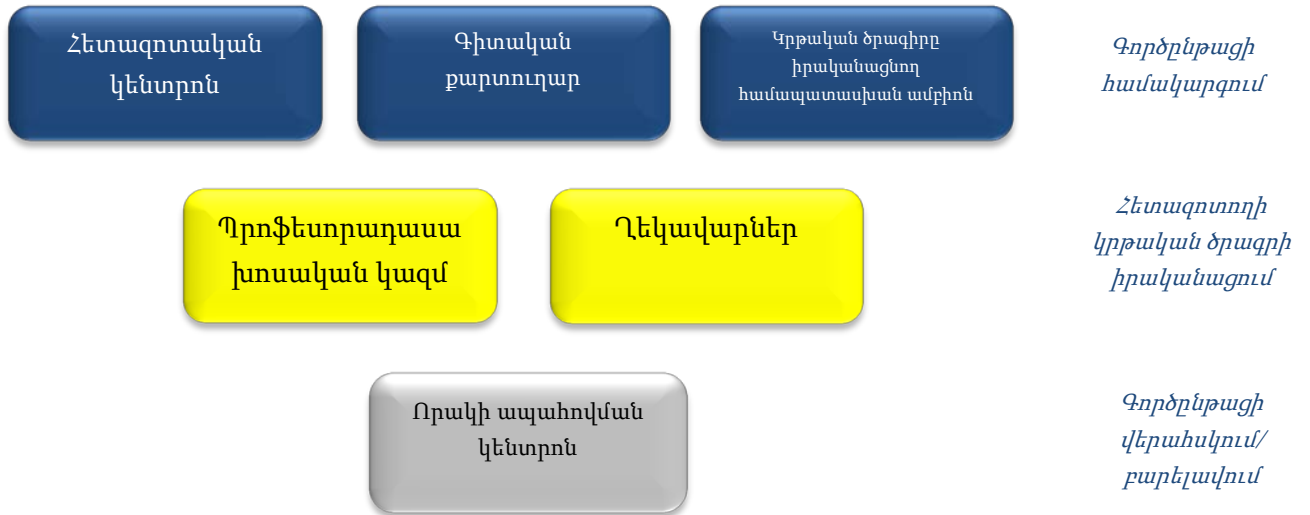 Հետազոտական
կենտրոն
Գիտական
քարտուղար
Կրթական ծրագիրը
իրականացնող
համապատասխան ամբիոն
Գործընթացի
համակարգում
Պրոֆեսորադասա
խոսական կազմ
Ղեկավարներ
Հետազոտողի
կրթական ծրագրի
իրականացում
Որակի ապահովման
կենտրոն
Գործընթացի
վերահսկում/
բարելավում